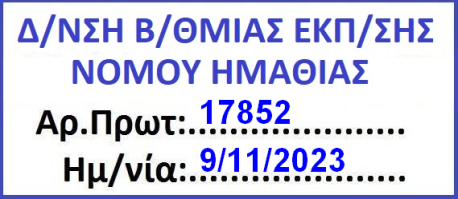 Δ/ΝΣΗ Β/ΘΜΙΑΣ ΕΚΠ/ΣΗΣ
ΝΟΜΟΥ ΗΜΑΘΙΑΣ
Αρ.Πρωτ:.17852......................
Ημ/νία:.9/11/2023......................